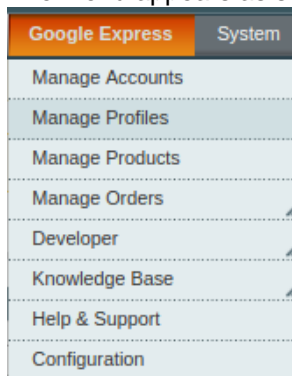 Google Express System
Manage Accounts
Manage Profiles
Manage Products
Manage Orders
Developer
Knowledge Base
Help & Support
Configuration